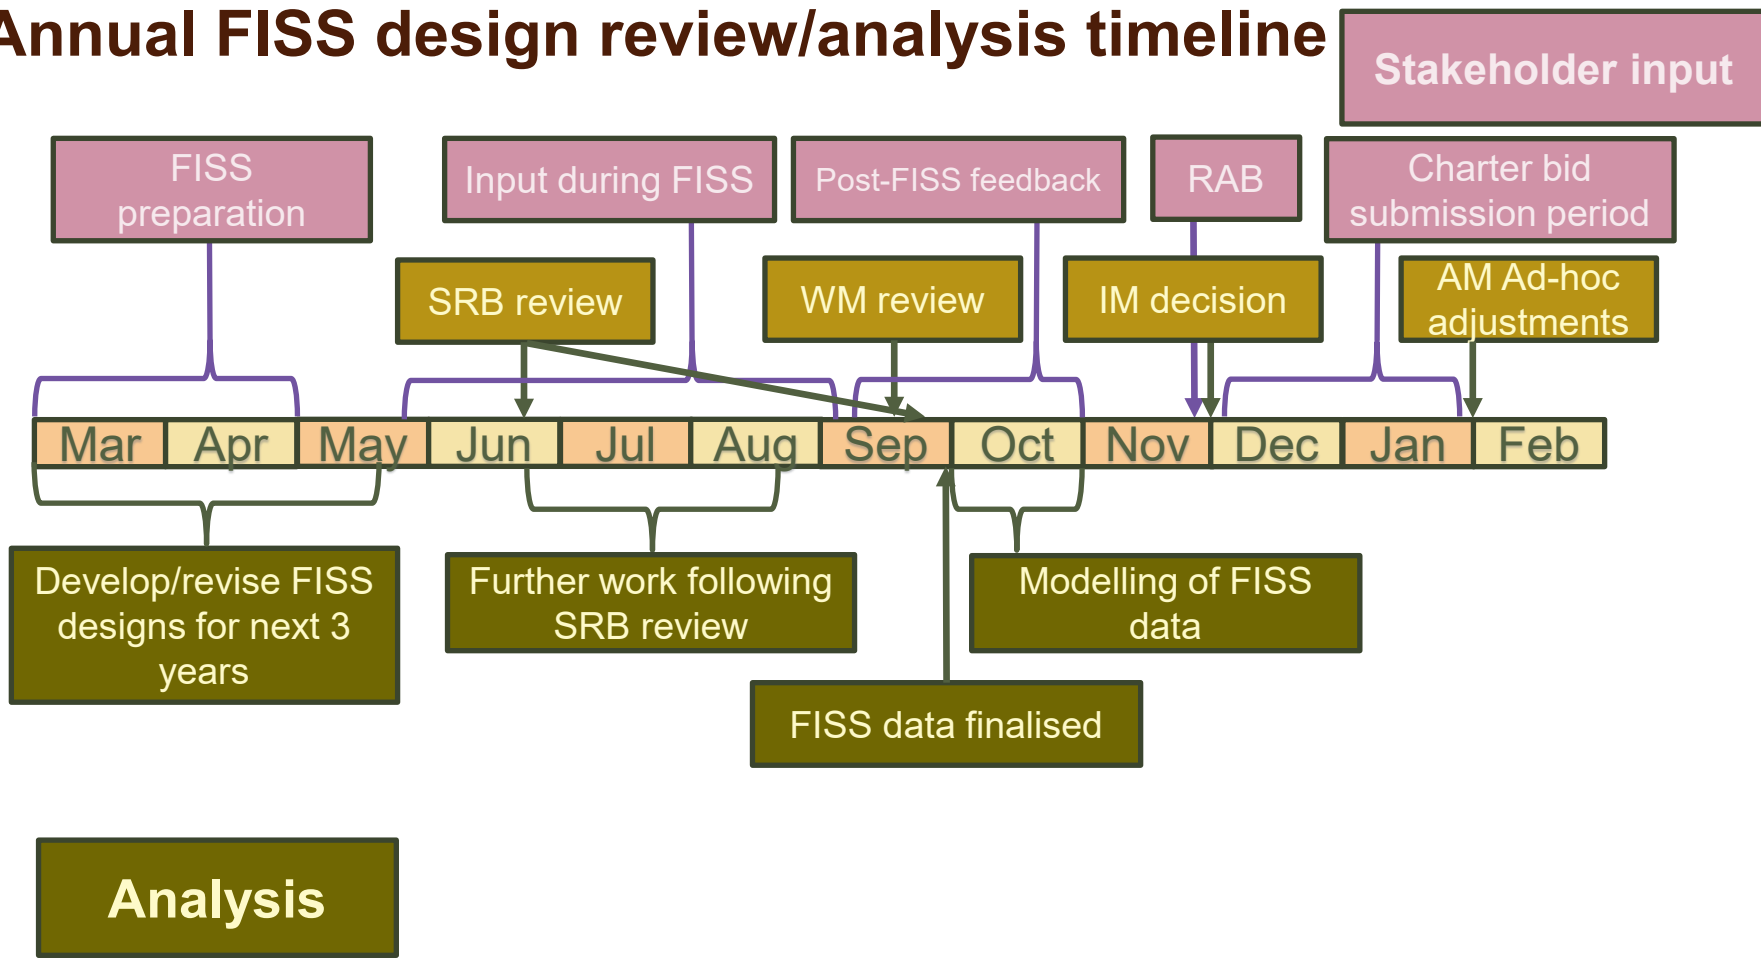 Annual FISS design review/analysis timeline
Stakeholder input
FISS
preparation
Input during FISS
Post-FISS feedback
RAB
Charter bid
submission period
SRB review
WM review
IM decision
AM Ad-hoc
adjustments
Mar Apr May Jun Jul Aug Sep Oct Nov Dec Jan Feb
Develop/revise FISS
designs for next 3
years
Further work following
SRB review
Modelling of FISS
data
FISS data finalised
Analysis